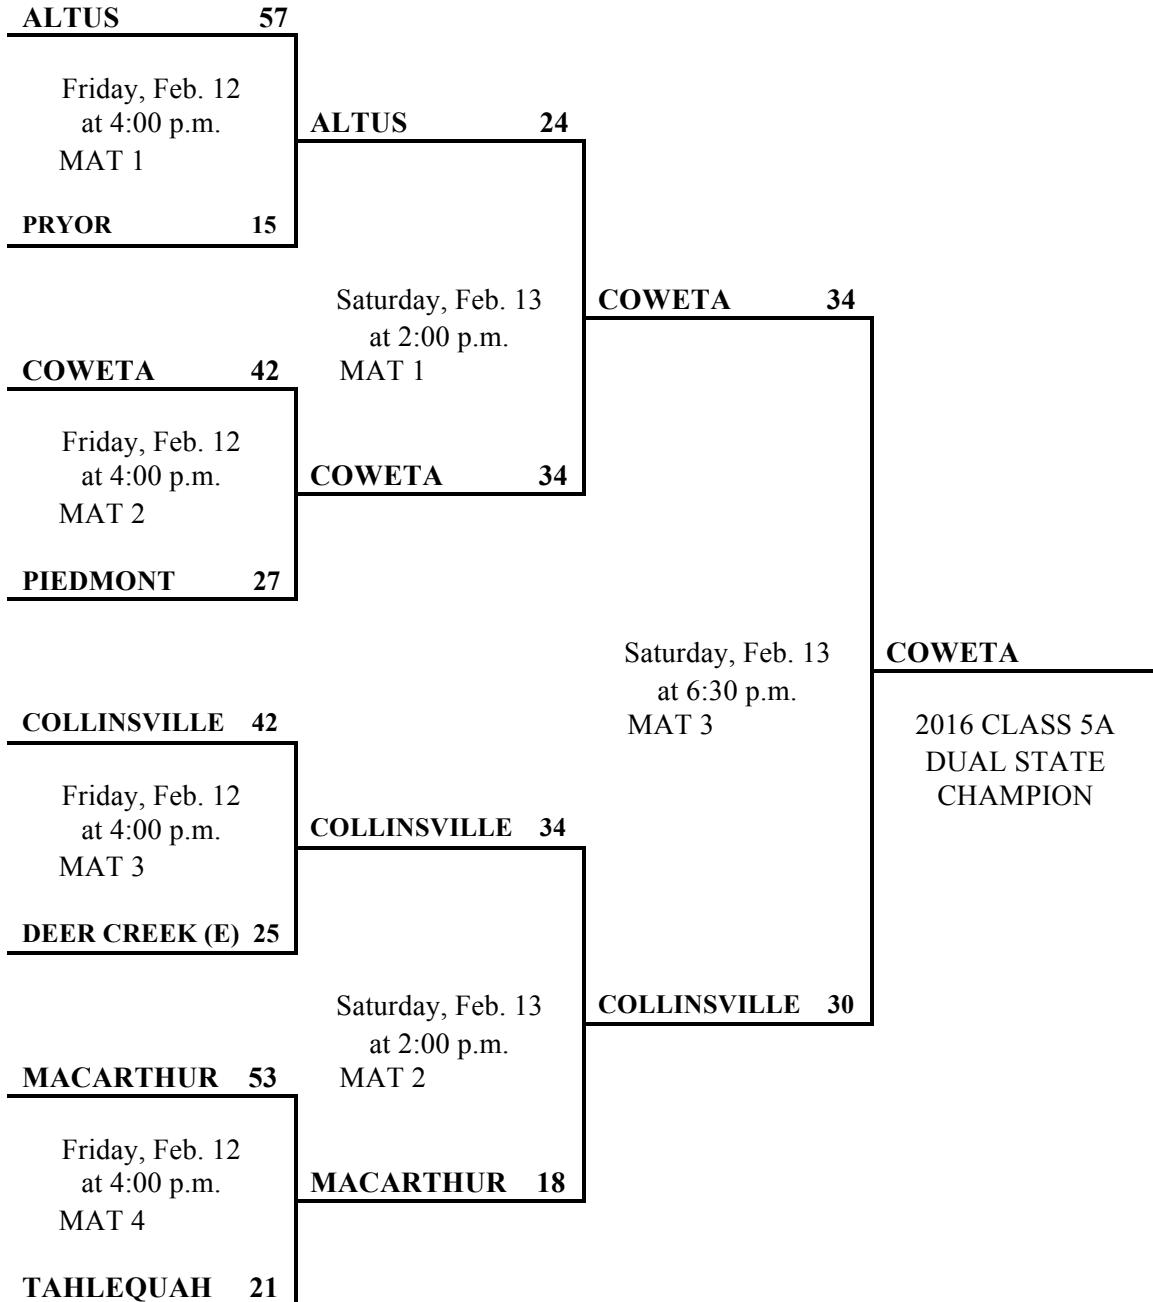 ALTUS 57
Friday, Feb. 12
at 4:00 p.m.
MAT 1
PRYOR 15
COWETA 42
Friday, Feb. 12
at 4:00 p.m.
MAT 2
PIEDMONT 27
COLLINSVILLE 42
Friday, Feb. 12
at 4:00 p.m.
MAT 3
DEER CREEK (E) 25
MACARTHUR 53
Friday, Feb. 12
at 4:00 p.m.
MAT 4
TAHLEQUAH 21
ALTUS 24
Saturday, Feb. 13
at 2:00 p.m.
MAT 1
COWETA 34
COLLINSVILLE 34
Saturday, Feb. 13
at 2:00 p.m.
MAT 2
MACARTHUR 18
COWETA 34
Saturday, Feb. 13
at 6:30 p.m.
MAT 3
COLLINSVILLE 30
COWETA
2016 CLASS 5A
DUAL STATE
CHAMPION